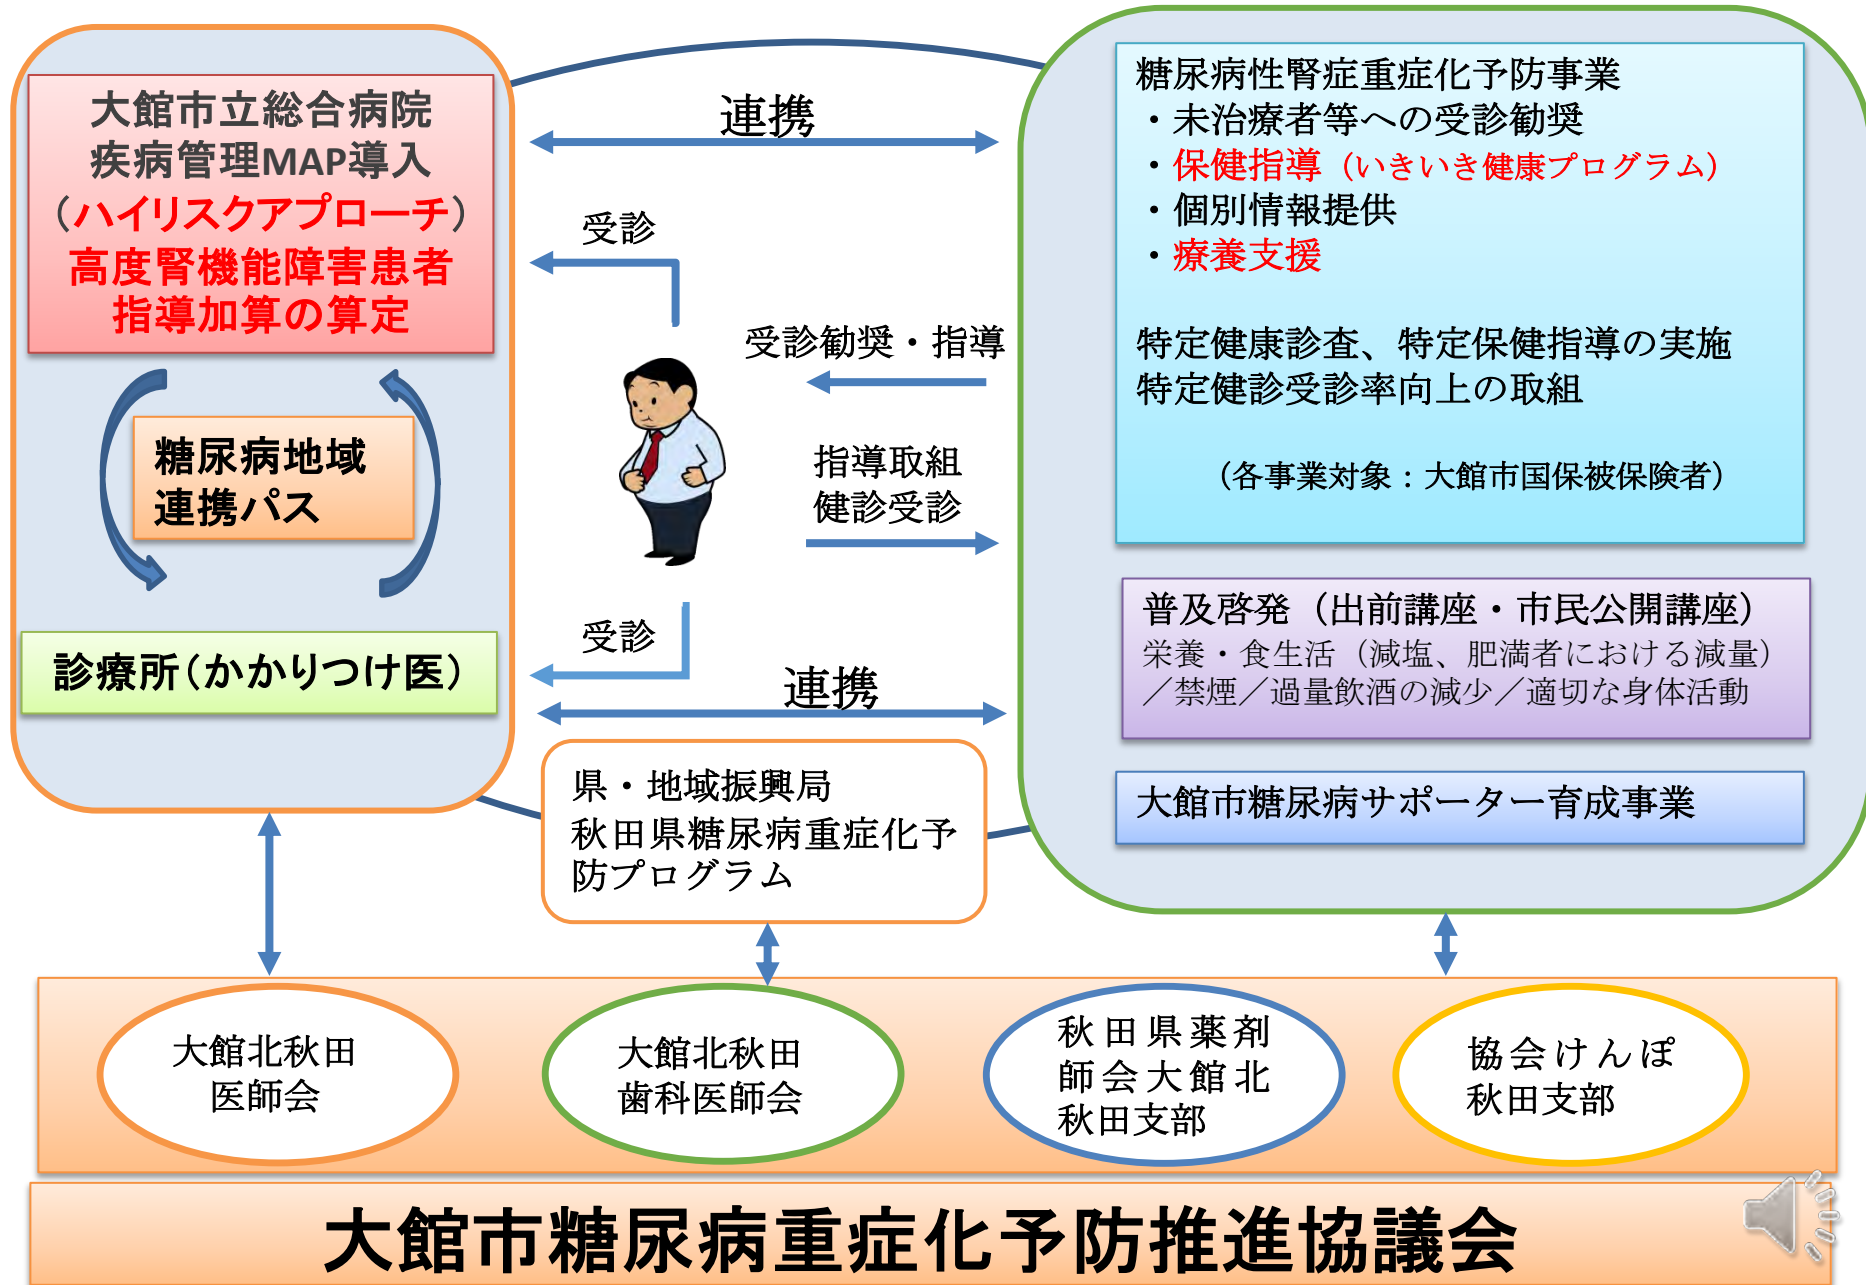 大館市立総合病院
疾病管理MAP導入
（ハイリスクアプローチ）
高度腎機能障害患者
指導加算の算定
糖尿病地域
連携パス
診療所（かかりつけ医）
連携
受診
受診勧奨・指導
指導取組
健診受診
受診
連携
県・地域振興局
秋田県糖尿病重症化予
防プログラム
糖尿病性腎症重症化予防事業
・未治療者等への受診勧奨
・保健指導（いきいき健康プログラム）
・個別情報提供
・療養支援
特定健康診査、特定保健指導の実施
特定健診受診率向上の取組
（各事業対象：大館市国保被保険者）
普及啓発（出前講座・市民公開講座）
栄養・食生活（減塩、肥満者における減量）
／禁煙／過量飲酒の減少／適切な身体活動
大館市糖尿病サポーター育成事業
大館北秋田
医師会
大館北秋田
歯科医師会
秋田県薬剤
師会大館北
秋田支部
協会けんぽ
秋田支部
大館市糖尿病重症化予防推進協議会